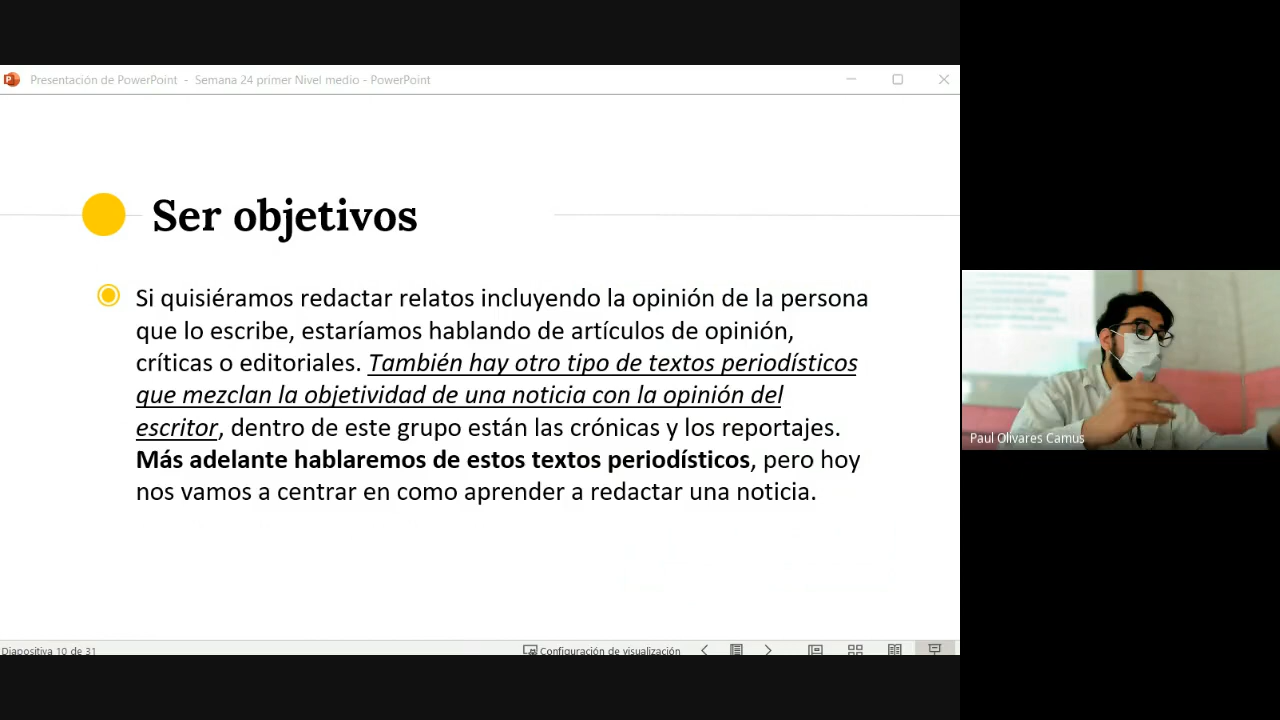 Presentación de PowerPoint - Semana 24 primer Nivel medio - PowerPoint
Ser objetivos
Si quisiéramos redactar relatos incluyendo la opinión de la persona
que lo escribe, estaríamos hablando de artículos de opinión,
críticas o editoriales. También hay otro tipo de textos periodísticos
que mezclan la objetividad de una noticia con la opinión del
escritor, dentro de este grupo están las crónicas y los reportajes.
Más adelante hablaremos de estos textos periodísticos, pero hoy
nos vamos a centrar en como aprender a redactar una noticia.
Paul Olivares Camus
Diapositiva 10 de 31
Configuración de visualización